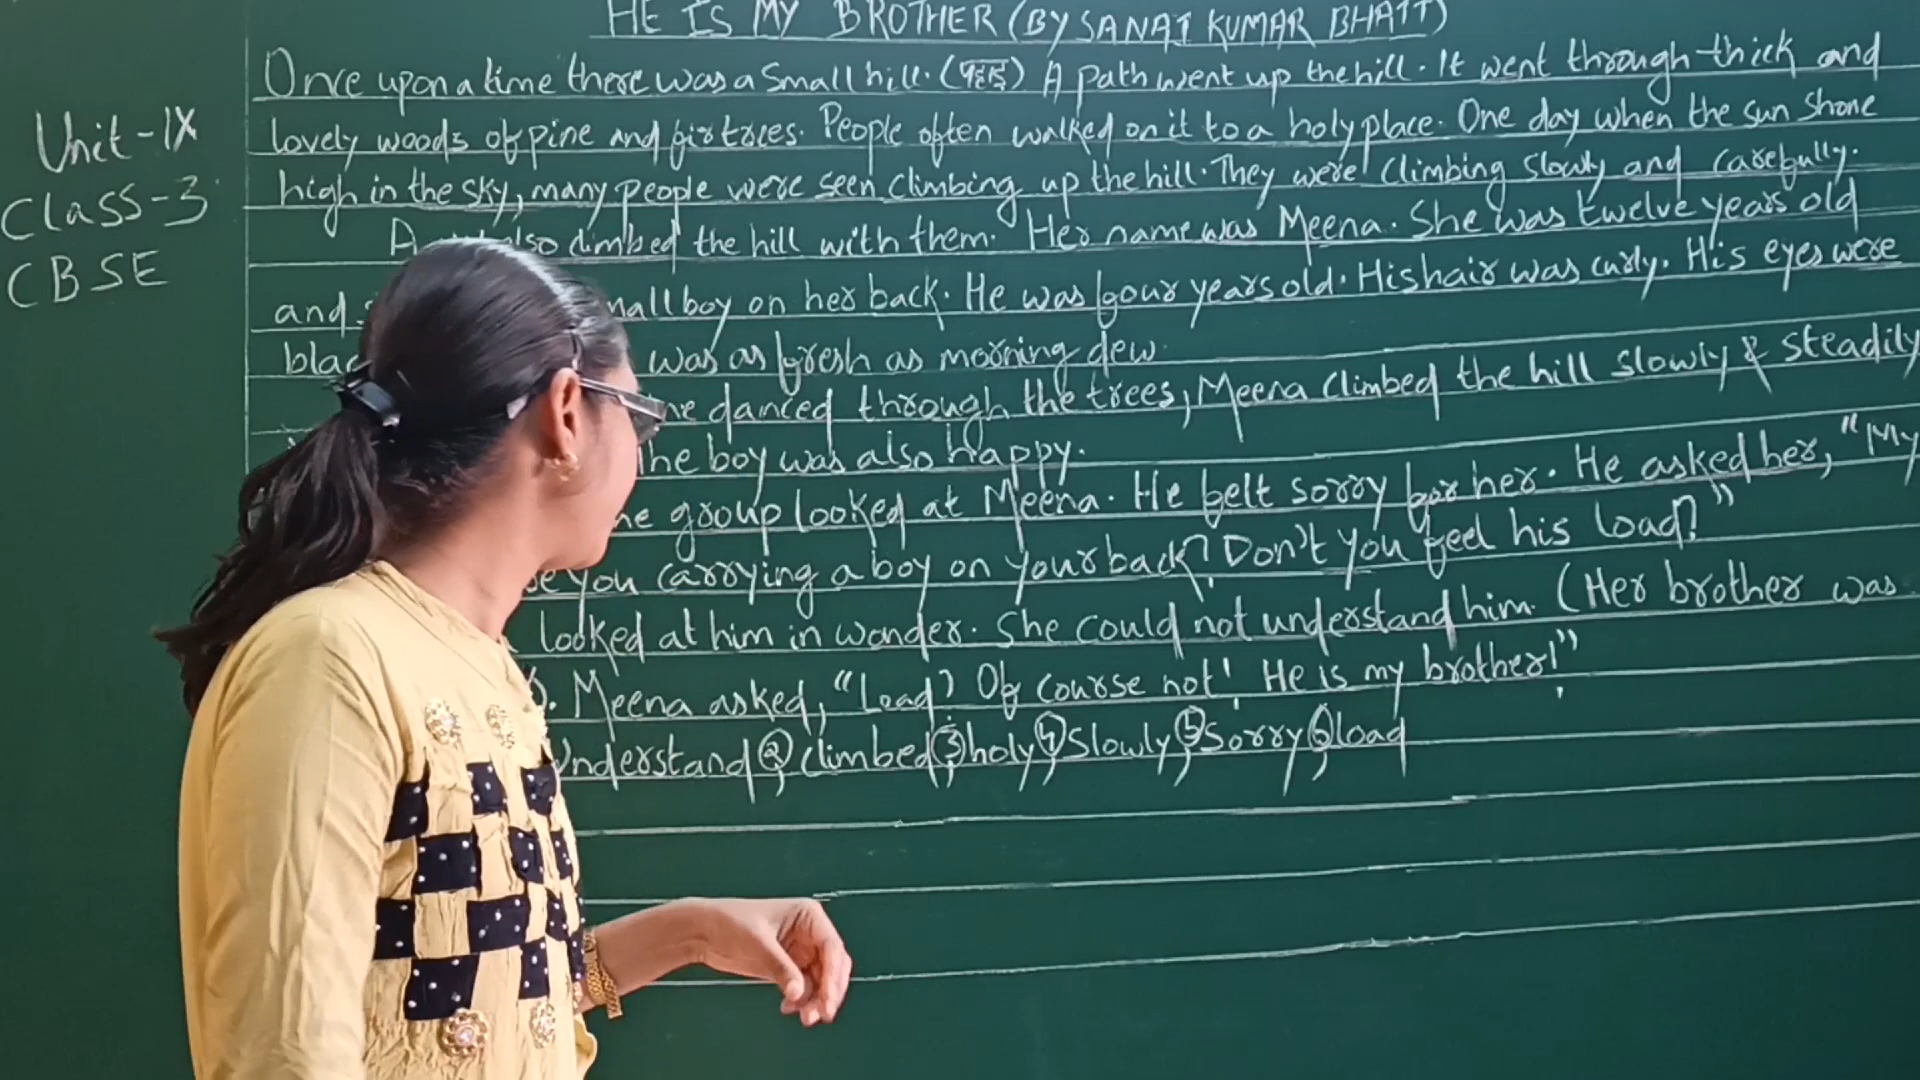 HE IS MY BROTHER (BY SANAT KUMAR BHATT)
Unit-IX
Class-3
CBSE
Once upon a time there was a small hill. (पहाड़) A path went up the hill. It went through thick and
lovely woods of pine and fir trees. People often walked on it to a holy place. One day when the sun shone
high in the sky, many people were seen climbing up the hill. They were climbing slowly and carefully.
A also climbed the hill with them. Her name was Meena. She was twelve years old
and boy on her back. He was four years old. His hair was curly. His eyes were
was as fresh as morning dew.
danced through the trees, Meena climbed the hill slowly & steadily
boy was also happy.
group looked at Meena. He felt sorry for her. He asked her, "My
you carrying a boy on your back? Don't you feel his load?"
looked at him in wonder. She could not understand him. (Her brother was
). Meena asked, "Load? Of course not! He is my brother!"
Understand, ② climbed, ③ holy, ④ Slowly, ⑤ Sorry, ⑥ load